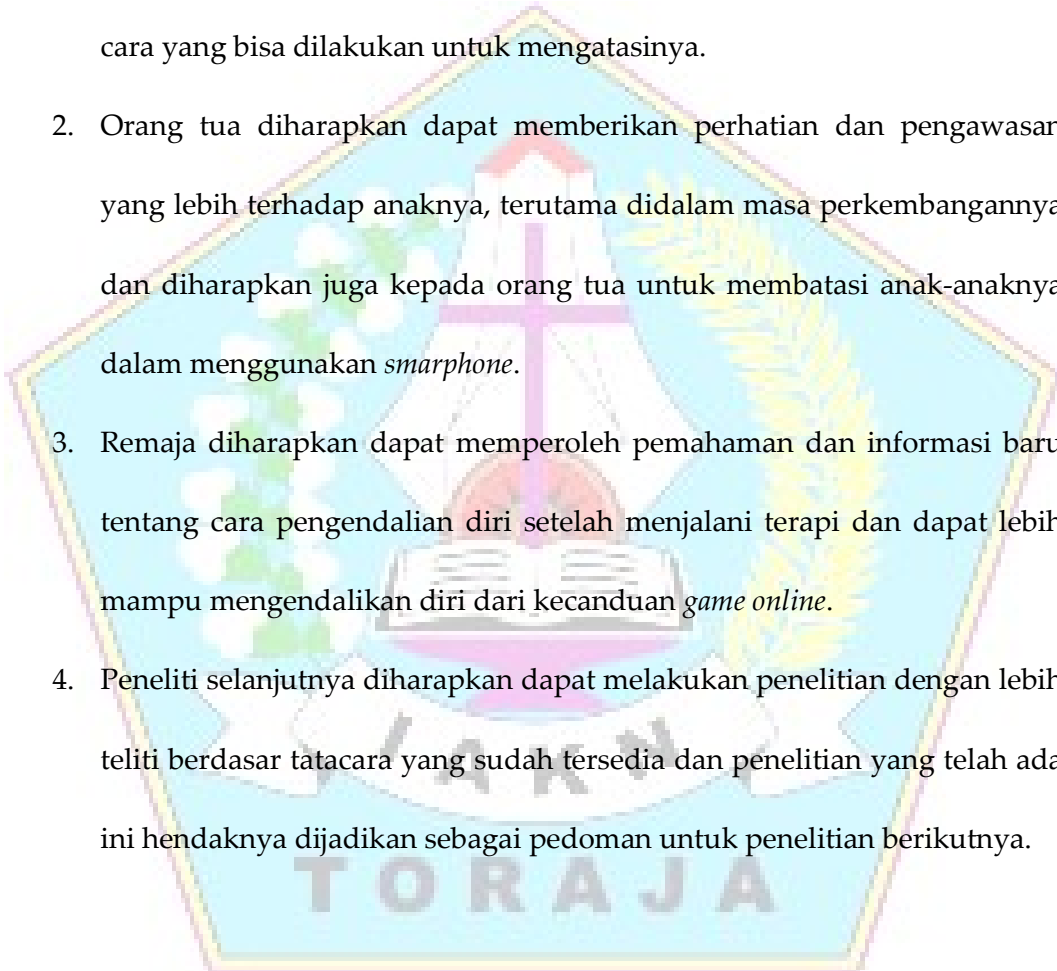 cara yang bisa dilakukan untuk mengatasinya.
2. Orang tua diharapkan dapat memberikan perhatian dan pengawasan
yang lebih terhadap anaknya, terutama didalam masa perkembangannya
dan diharapkan juga kepada orang tua untuk membatasi anak-anaknya
dalam menggunakan smarphone.
3. Remaja diharapkan dapat memperoleh pemahaman dan informasi baru
tentang cara pengendalian diri setelah menjalani terapi dan dapat lebih
mampu mengendalikan diri dari kecanduan game online.
4. Peneliti selanjutnya diharapkan dapat melakukan penelitian dengan lebih
teliti berdasar tatacara yang sudah tersedia dan penelitian yang telah ada
ini hendaknya dijadikan sebagai pedoman untuk penelitian berikutnya.
IAKN
TORAJA